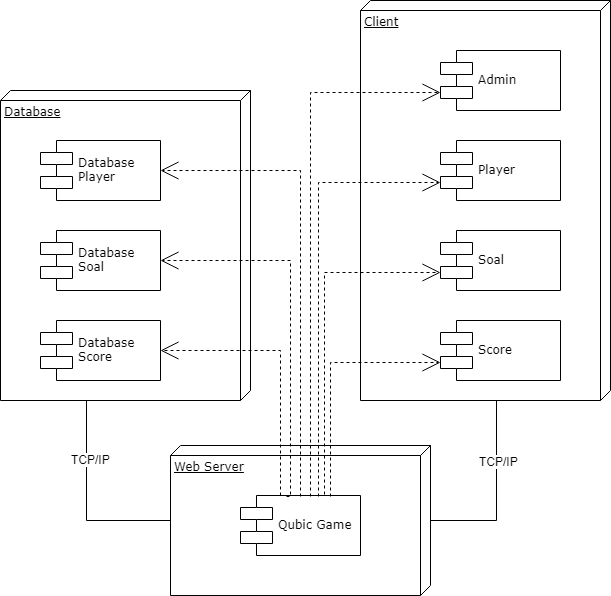 Client
Admin
Player
Soal
Score
Database
Database
Player
Database
Soal
Database
Score
TCP/IP
TCP/IP
Web Server
Qubic Game